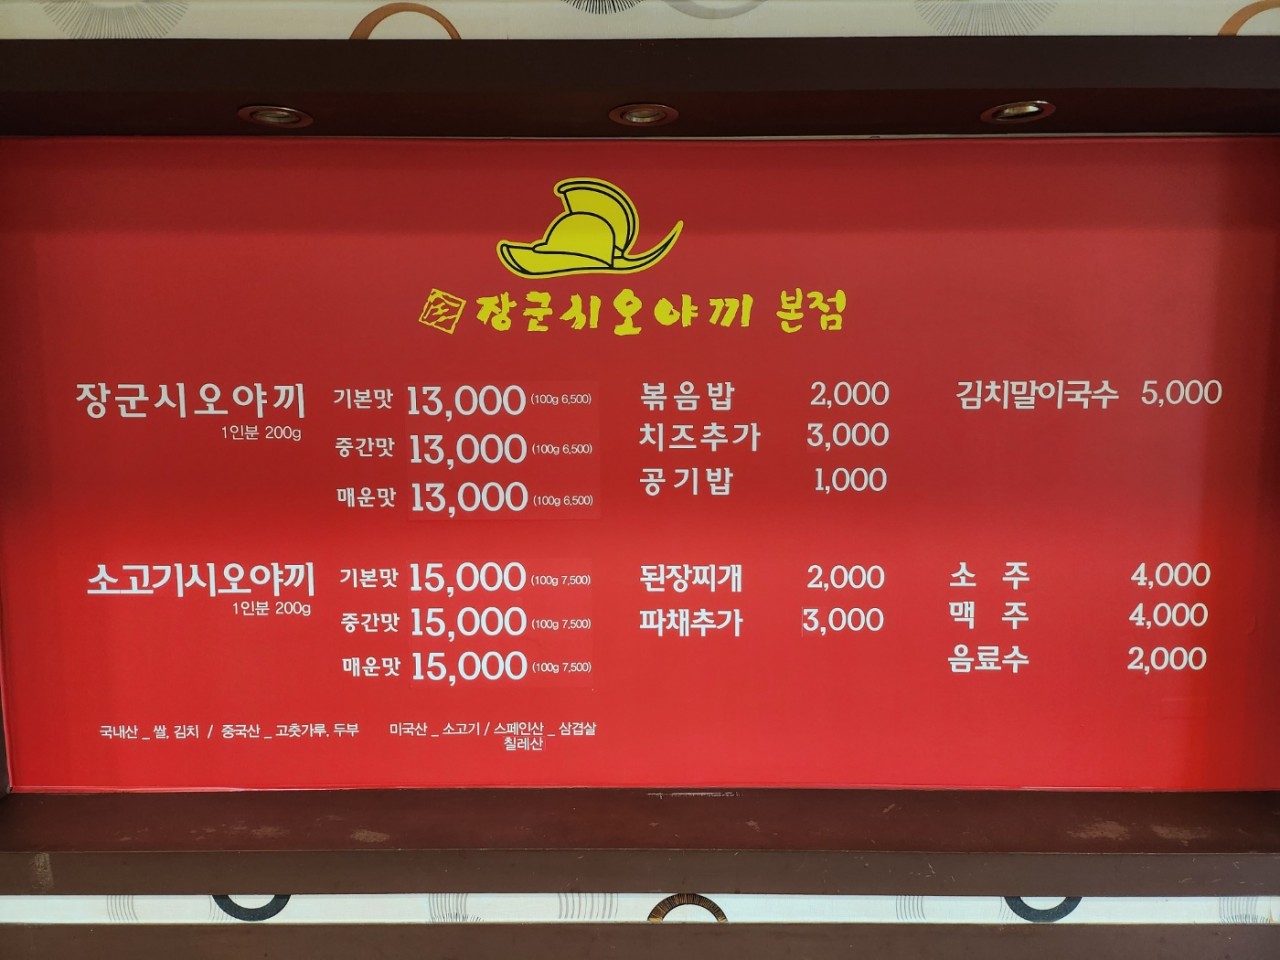 장군시오야끼 본점
장군시오야끼 기본맛 13,000 (100g 6,500)
1인분 200g
중간맛 13,000 (100g 6,500)
매운맛 13,000 (100g 6,500)
볶음밥 2,000
치즈추가 3,000
공기밥 1,000
김치말이국수 5,000
소고기시오야끼 기본맛 15,000 (100g 7,500)
1인분 200g
중간맛 15,000 (100g 7,500)
매운맛 15,000 (100g 7,500)
된장찌개 2,000
파채추가 3,000
소 주 4,000
맥 주 4,000
음료수 2,000
국내산 _ 쌀, 김치 / 중국산 _ 고춧가루, 두부 미국산 _ 소고기 / 스페인산 _ 삼겹살
칠레산